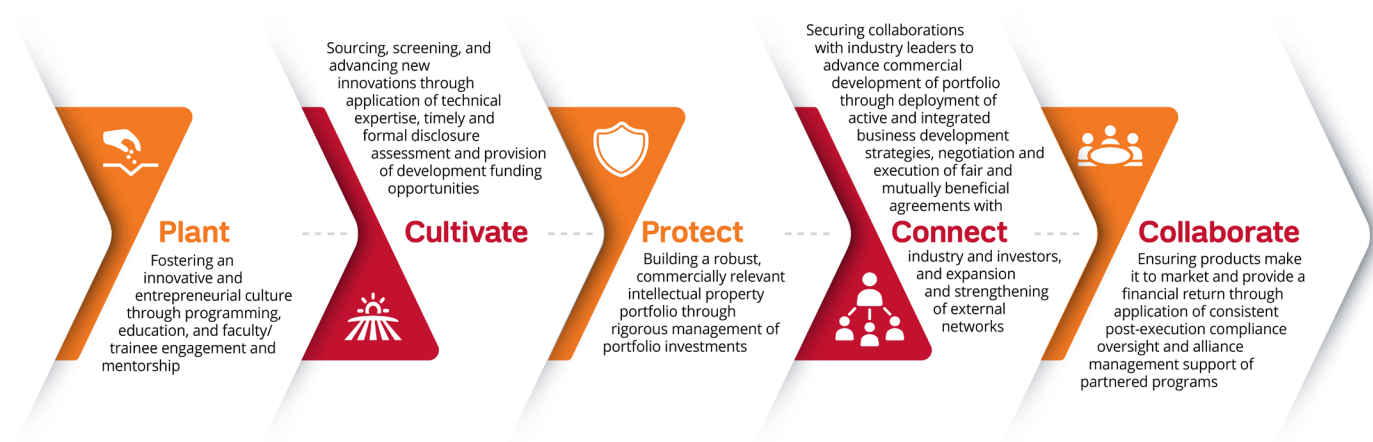 Plant
Fostering an
innovative and
entrepreneurial culture
through programming,
education, and faculty/
trainee engagement and
mentorship
Sourcing, screening, and
advancing new
innovations through
application of technical
expertise, timely and
formal disclosure
assessment and provision
of development funding
opportunities
Cultivate
Protect
Building a robust,
commercially relevant
intellectual property
portfolio through
rigorous management of
portfolio investments
Securing collaborations
with industry leaders to
advance commercial
development of portfolio
through deployment of
active and integrated
business development
strategies, negotiation and
execution of fair and
mutually beneficial
agreements with
Connect
industry and investors,
and expansion
and strengthening
of external
networks
Collaborate
Ensuring products make
it to market and provide a
financial return through
application of consistent
post-execution compliance
oversight and alliance
management support of
partnered programs